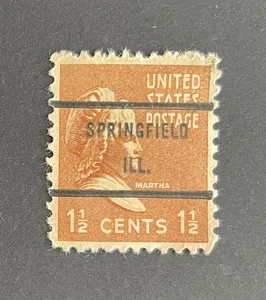 UNITED
STATES
POSTAGE
SPRINGFIELD
ILL.
MARTHA
1½ CENTS 1½